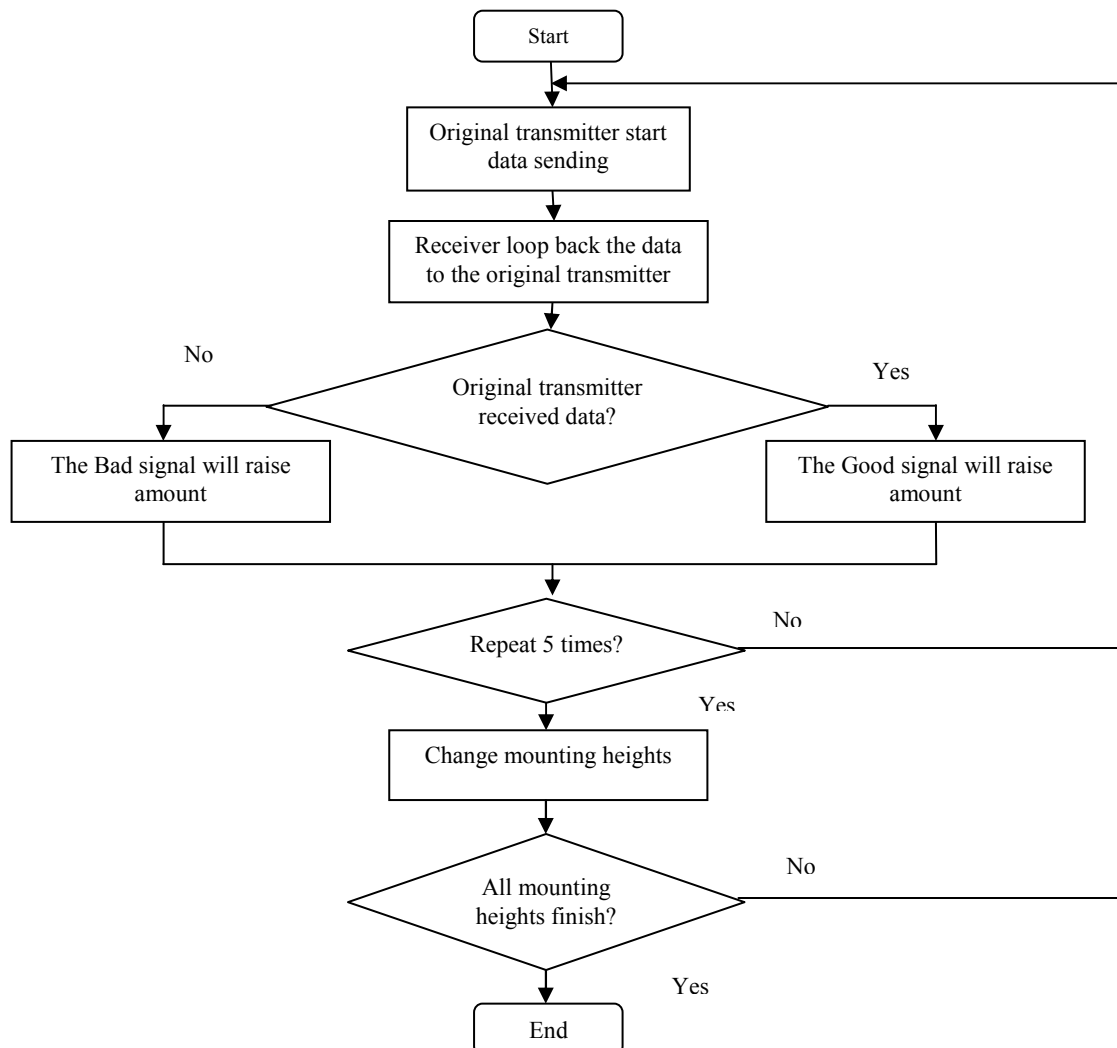 Start
Original transmitter start
data sending
Receiver loop back the data
to the original transmitter
No
Yes
Original transmitter
received data?
The Bad signal will raise
amount
The Good signal will raise
amount
No
Repeat 5 times?
Yes
Change mounting heights
No
All mounting
heights finish?
Yes
End